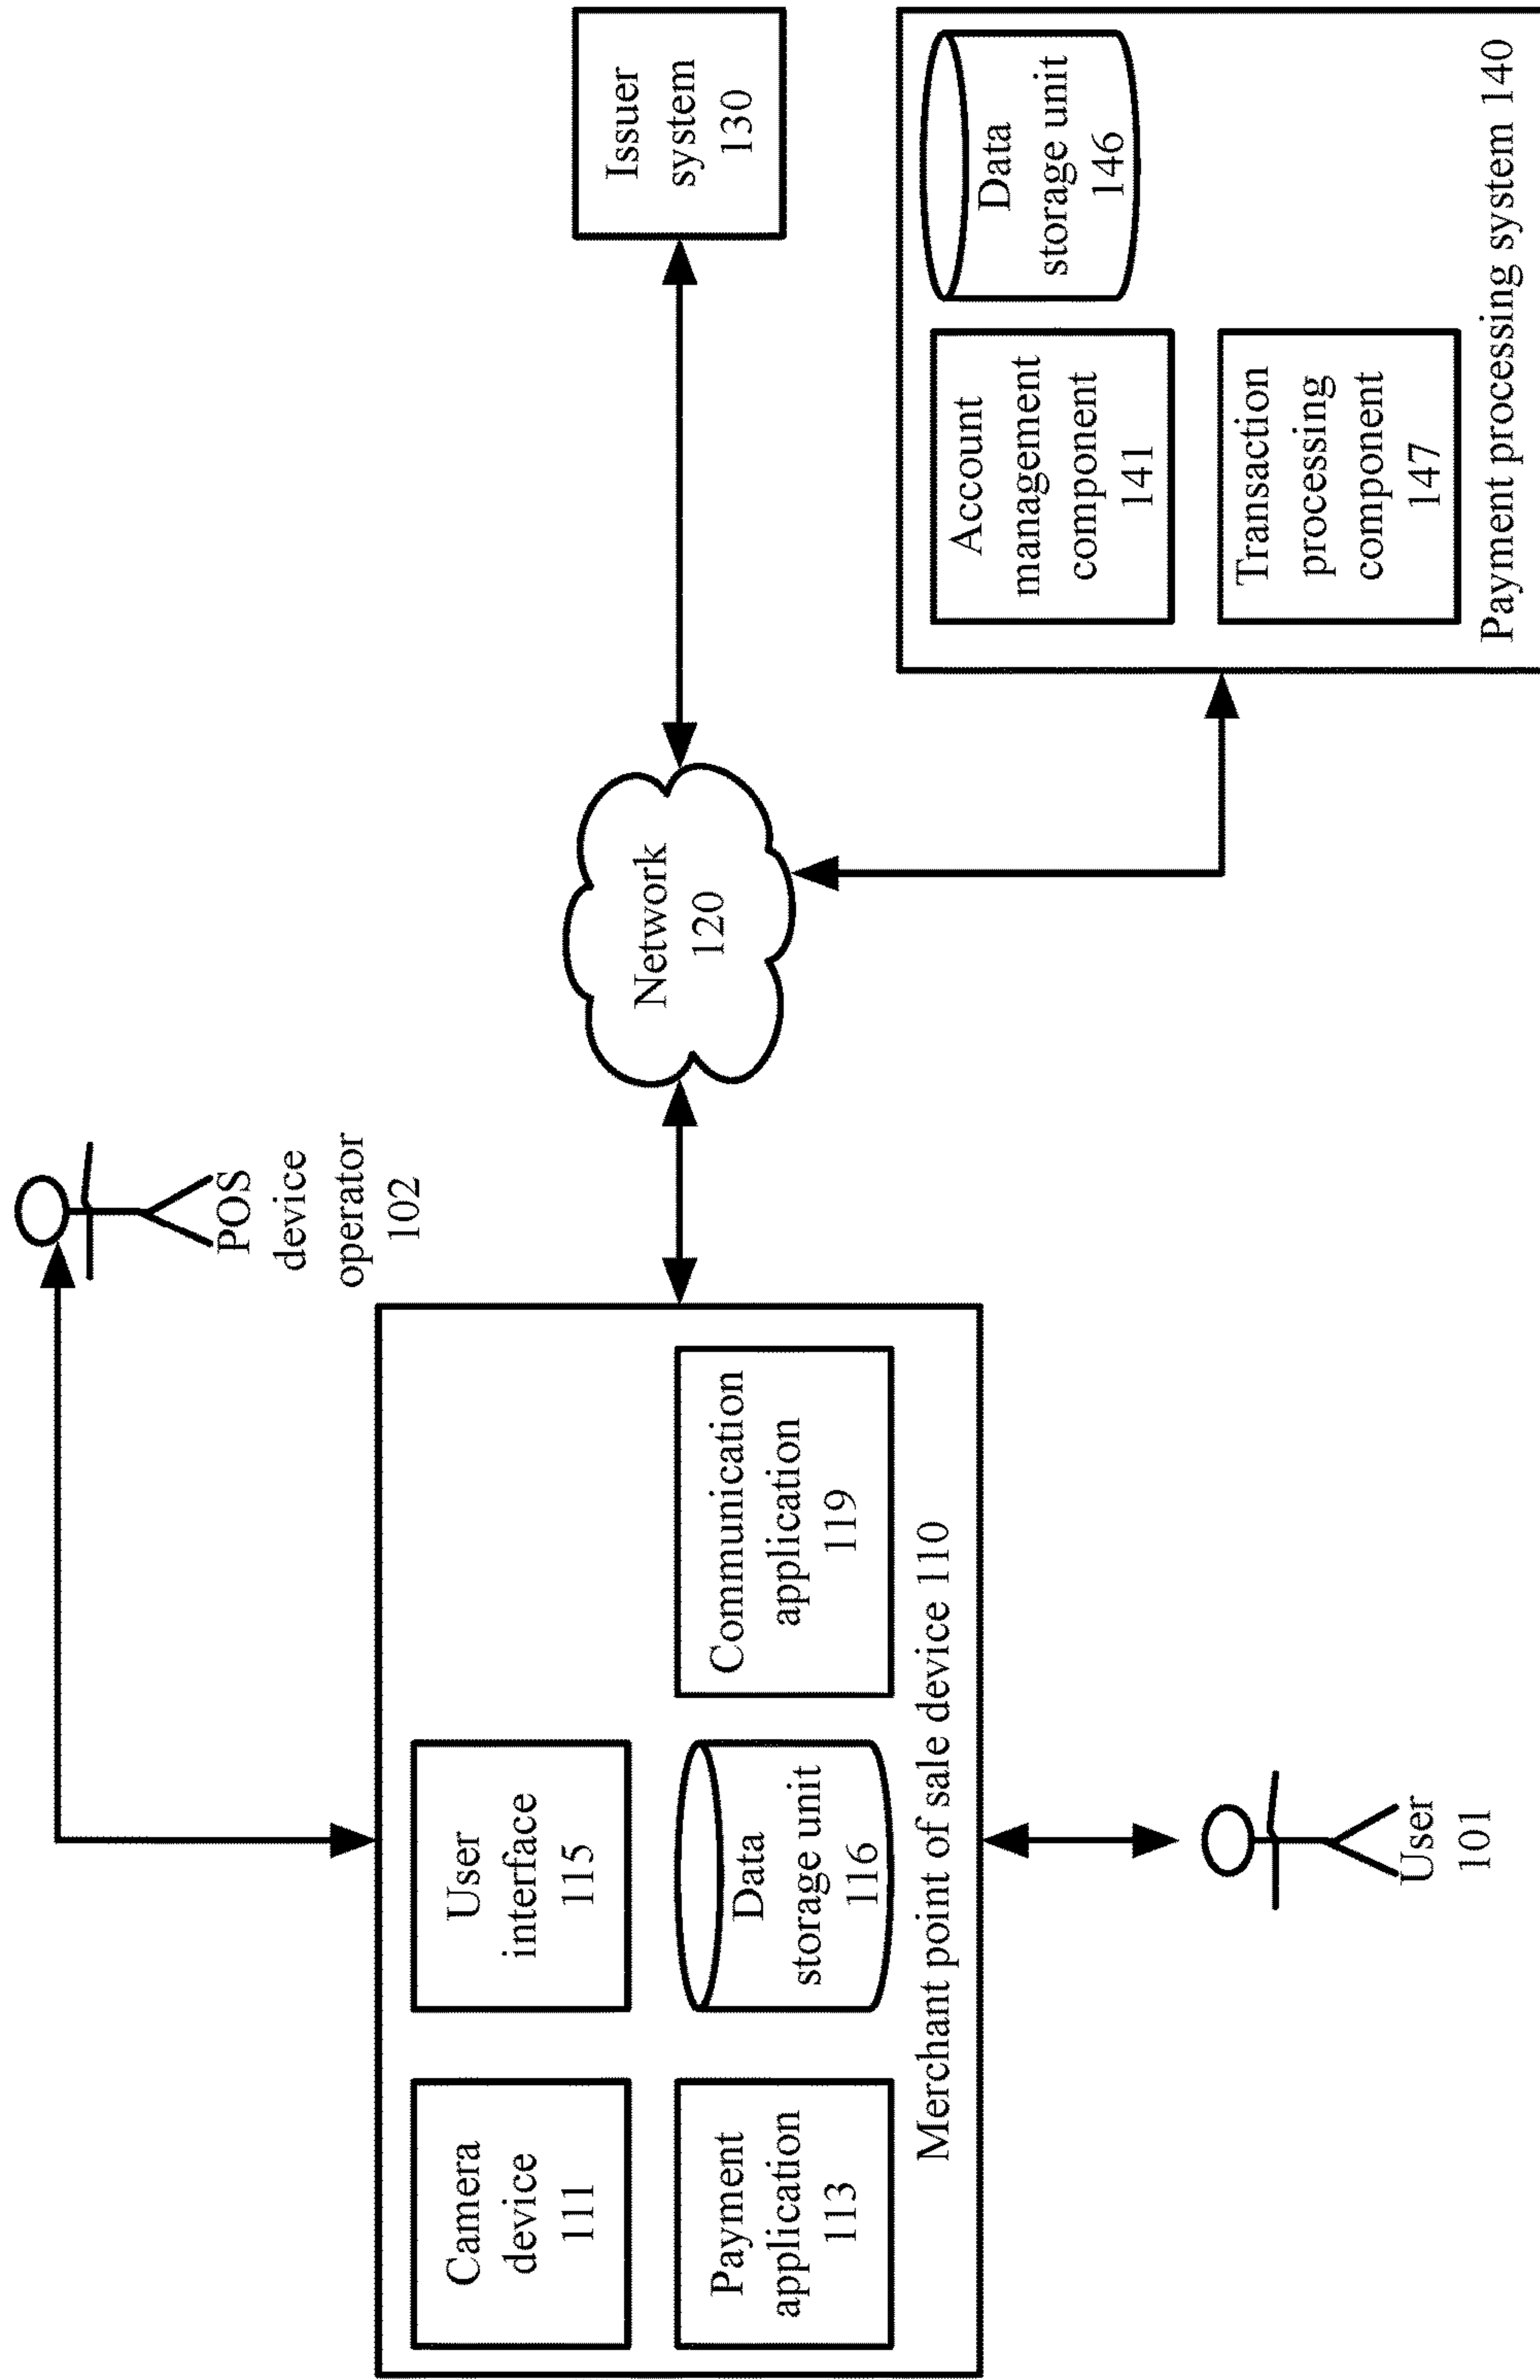 POS
device
operator
102
Camera
device
111
User
interface
115
Payment
application
113
Data
storage unit
116
Communication
application
119
Merchant point of sale device 110
User
101
Network
120
Issuer
system
130
Account
management
component
141
Data
storage unit
146
Transaction
processing
component
147
Payment processing system 140